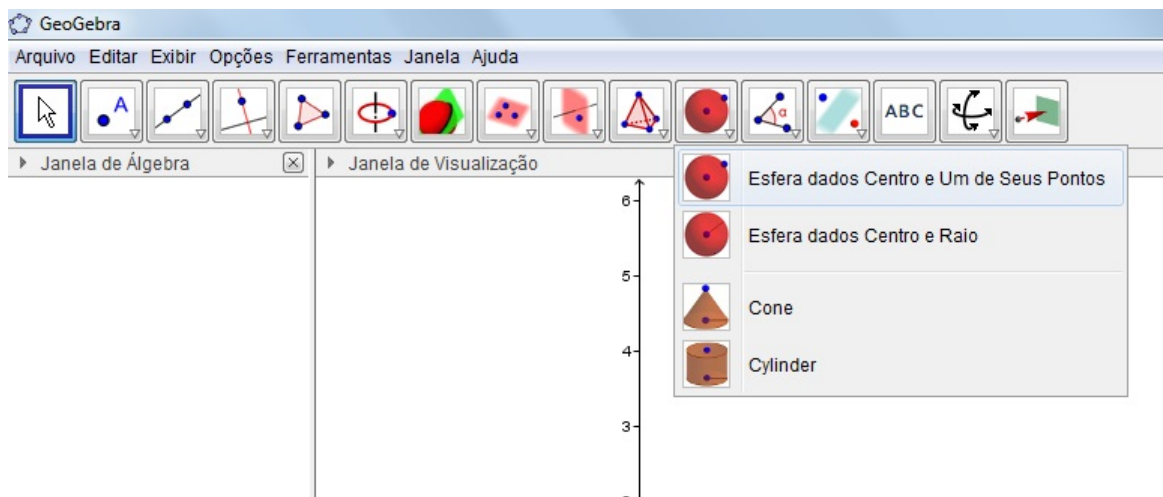 GeoGebra
Arquivo Editar Exibir Opções Ferramentas Janela Ajuda
A
α
ABC
Janela de Álgebra
Janela de Visualização
Esfera dados Centro e Um de Seus Pontos
6
Esfera dados Centro e Raio
5
Cone
4
Cylinder
3